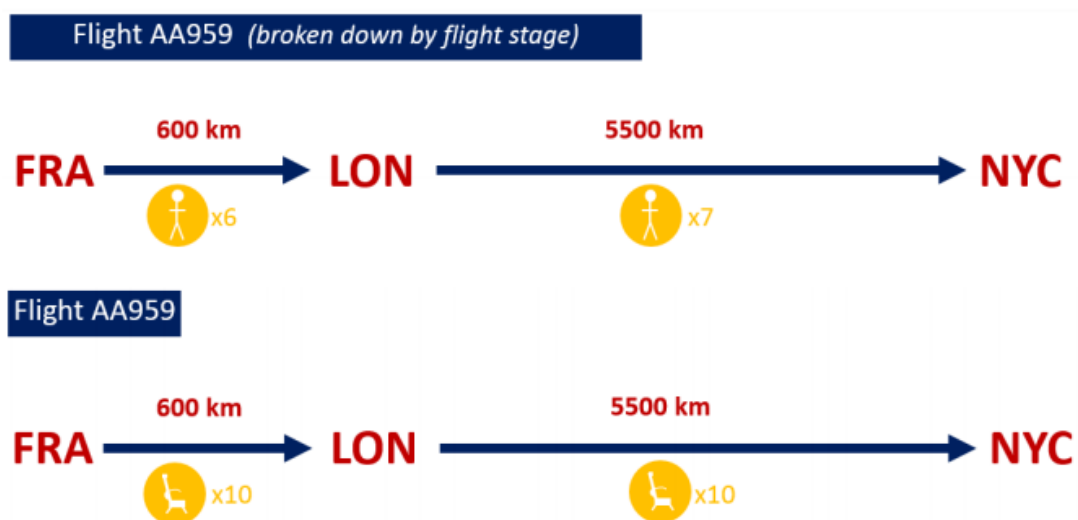 Flight AA959 (broken down by flight stage)
600 km 5500 km
FRA LON NYC
x6 x7
Flight AA959
600 km 5500 km
FRA LON NYC
x10 x10